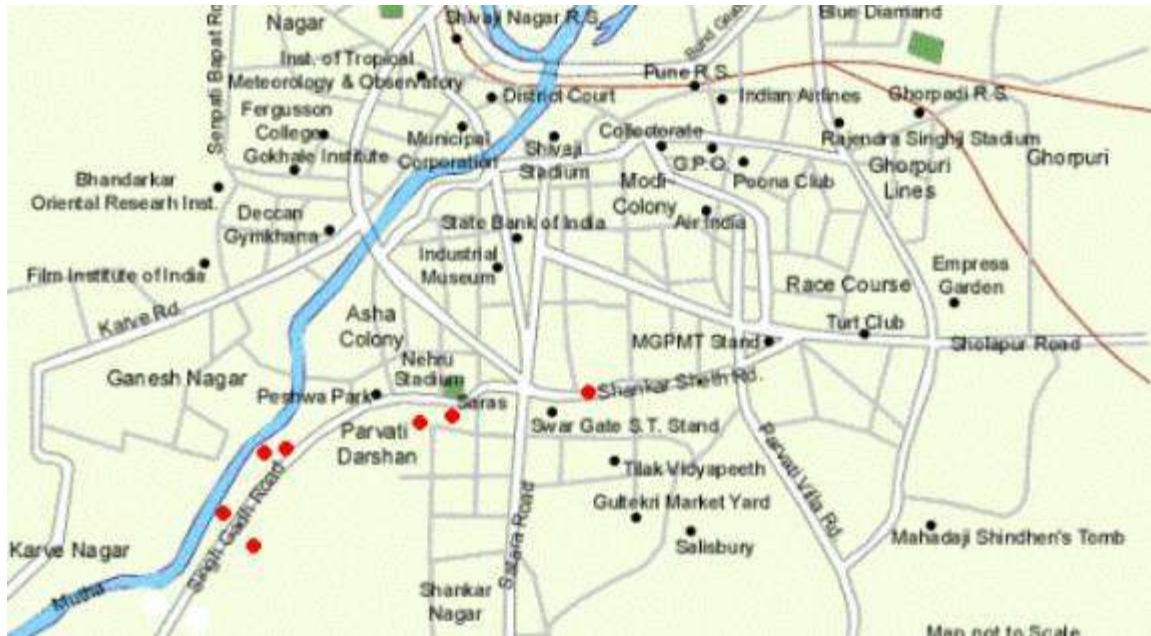 Shivaji Nagar R.S.
Nagar
Blue Diamond
Senpati Bapat Rd.
Inst. of Tropical
Meteorology & Observatory
Pune R.S.
Fergusson
College
District Court
Indian Airlines
Ghorpadi R.S.
Municipal
Corporation
Gokhale Institute
Shivaji
Stadium
Collectorate
G.P.O.
Rajendra Singhji Stadium
Poona Club
Ghorpuri
Lines
Ghorpuri
Bhandarkar
Oriental Researh Inst.
Modi
Colony
Deccan
Gymkhana
State Bank of India
Air India
Film Institute of India
Industrial
Museum
Empress
Garden
Race Course
Karve Rd.
Asha
Colony
MGPMT Stand
Turt Club
Sholapur Road
Nehru
Stadium
Ganesh Nagar
Peshwa Park
Saras
Shankar Sheth Rd.
Swar Gate S.T. Stand
Parvati
Darshan
Tilak Vidyapeeth
Parvati Villa Rd.
Singh Gadh Road
Gultekri Market Yard
Satara Road
Salisbury
Mahadaji Shindhen's Tomb
Karve Nagar
Mutha
Shankar
Nagar
Map not to Scale